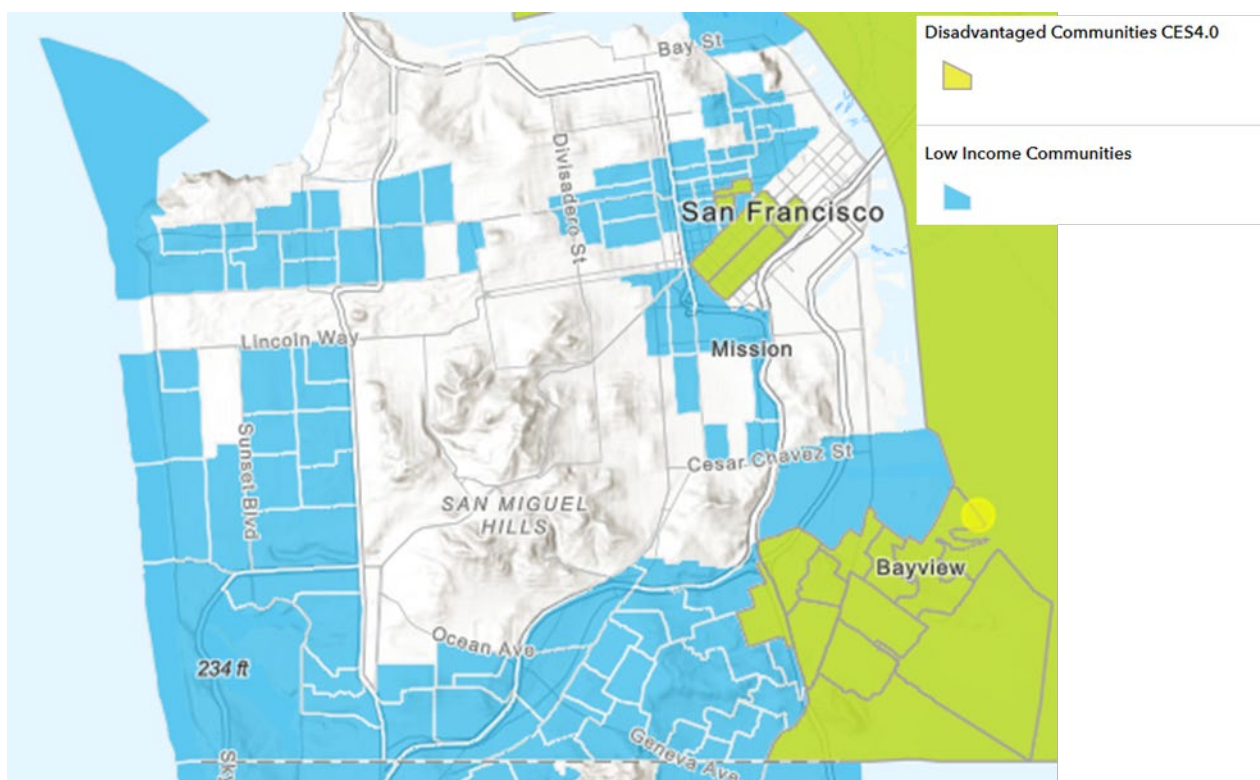 Disadvantaged Communities CES4.0
Low Income Communities
Bay St
Divisadero St
San Francisco
Lincoln Way
Mission
Sunset Blvd
Cesar Chavez St
SAN MIGUEL
HILLS
Bayview
Ocean Ave
234 ft
Geneva Ave
Sky